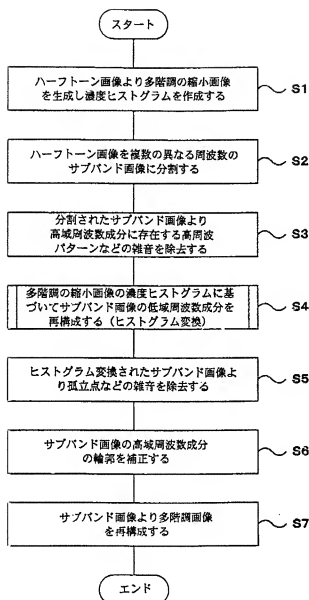 スタート
ハーフトーン画像より多階調の縮小画像
を生成し濃度ヒストグラムを作成する
S1
ハーフトーン画像を複数の異なる周波数の
サブバンド画像に分割する
S2
分割されたサブバンド画像より
高域周波数成分に存在する高周波
パターンなどの雑音を除去する
S3
多階調の縮小画像の濃度ヒストグラムに基
づいてサブバンド画像の低域周波数成分を
再構成する（ヒストグラム変換）
S4
ヒストグラム変換されたサブバンド画像よ
り孤立点などの雑音を除去する
S5
サブバンド画像の高域周波数成分
の輪郭を補正する
S6
サブバンド画像より多階調画像
を再構成する
S7
エンド